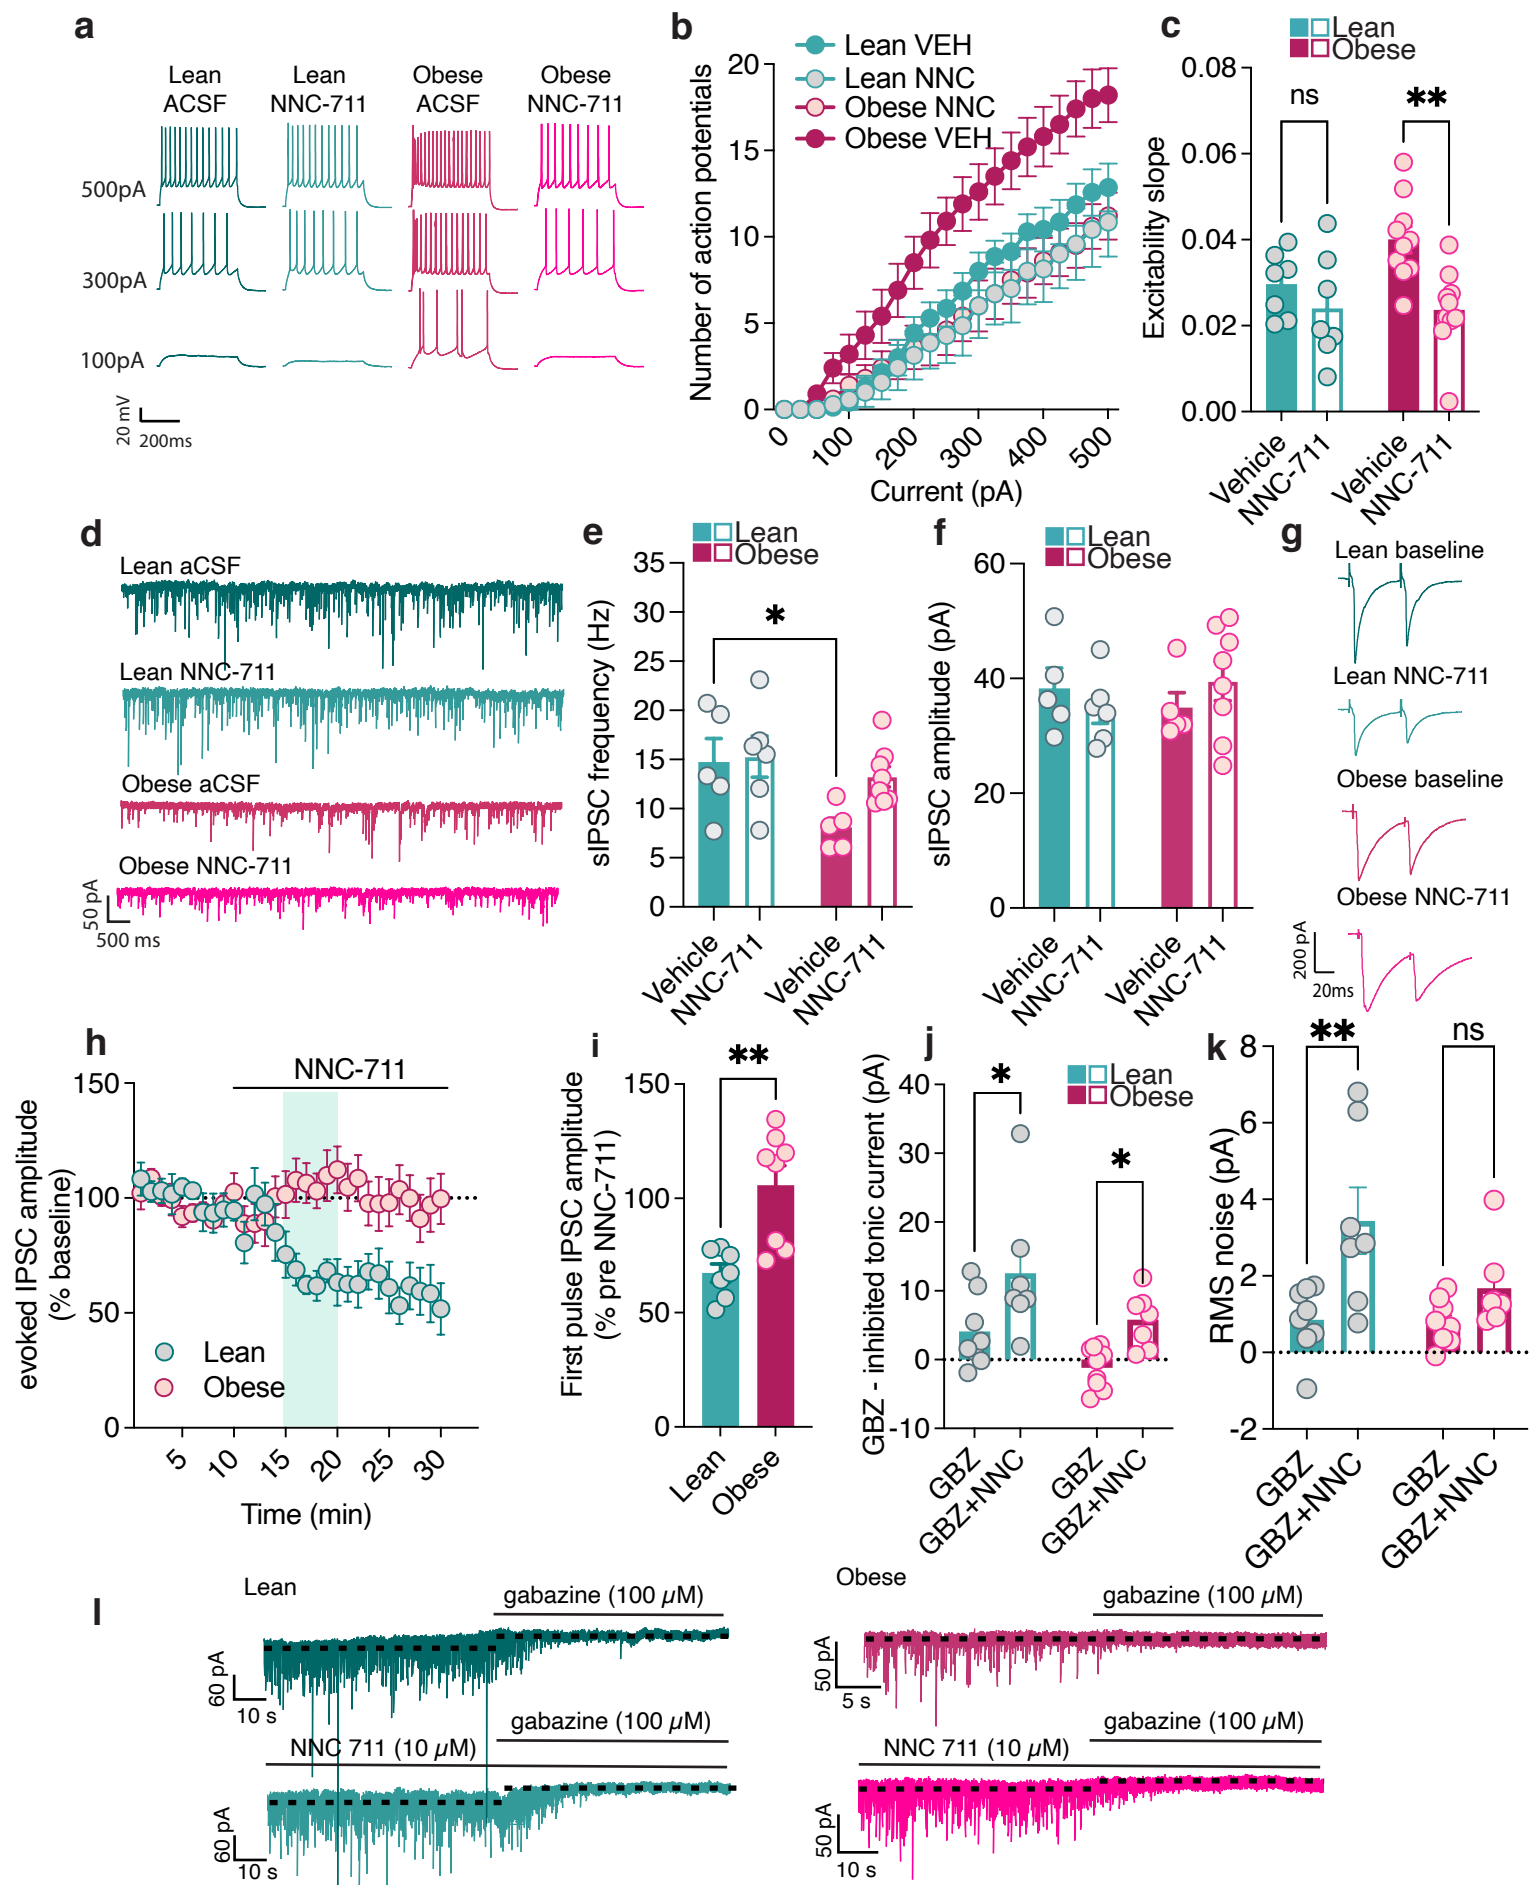 a
Lean
ACSF
Lean
NNC-711
Obese
ACSF
Obese
NNC-711
500pA
300pA
100pA
20 mV
200ms
b
Lean VEH
Lean NNC
Obese NNC
Obese VEH
Number of action potentials
20
15
10
5
0
0
100
200
300
400
500
Current (pA)
c
Lean
Obese
Excitability slope
0.08
0.06
0.04
0.02
0.00
ns
**
Vehicle
NNC-711
Vehicle
NNC-711
d
Lean aCSF
Lean NNC-711
Obese aCSF
Obese NNC-711
50 pA
500 ms
e
Lean
Obese
sIPSC frequency (Hz)
35
30
25
20
15
10
5
0
*
Vehicle
NNC-711
Vehicle
NNC-711
f
Lean
Obese
sIPSC amplitude (pA)
60
40
20
0
Vehicle
NNC-711
Vehicle
NNC-711
g
Lean baseline
Lean NNC-711
Obese baseline
Obese NNC-711
200 pA
20ms
h
NNC-711
evoked IPSC amplitude
(% baseline)
150
100
50
0
Lean
Obese
5
10
15
20
25
30
Time (min)
i
First pulse IPSC amplitude
(% pre NNC-711)
150
100
50
0
**
Lean
Obese
j
Lean
Obese
GBZ - inhibited tonic current (pA)
40
30
20
10
0
-10
*
*
GBZ
GBZ+NNC
GBZ
GBZ+NNC
k
RMS noise (pA)
8
6
4
2
0
-2
**
ns
GBZ
GBZ+NNC
GBZ
GBZ+NNC
l
Lean
gabazine (100 µM)
60 pA
10 s
NNC 711 (10 µM)
gabazine (100 µM)
60 pA
10 s
Obese
gabazine (100 µM)
50 pA
5 s
NNC 711 (10 µM)
gabazine (100 µM)
50 pA
10 s